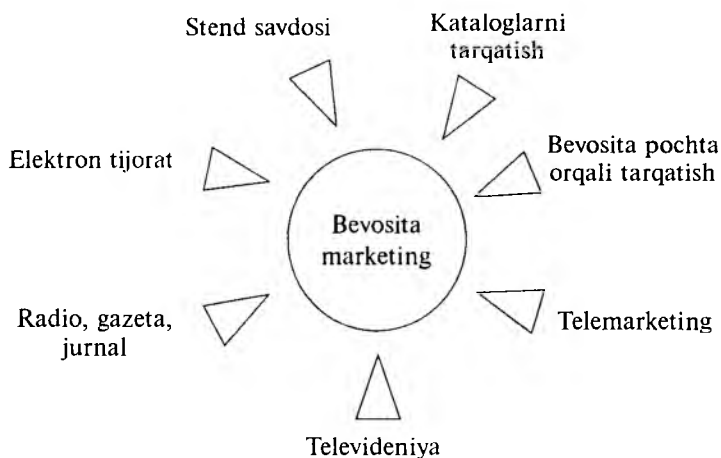 Stend savdosi
Kataloglarni
tarqatish
Elektron tijorat
Bevosita pochta
orqali tarqatish
Bevosita
marketing
Radio, gazeta,
jurnal
Telemarketing
Televideniya